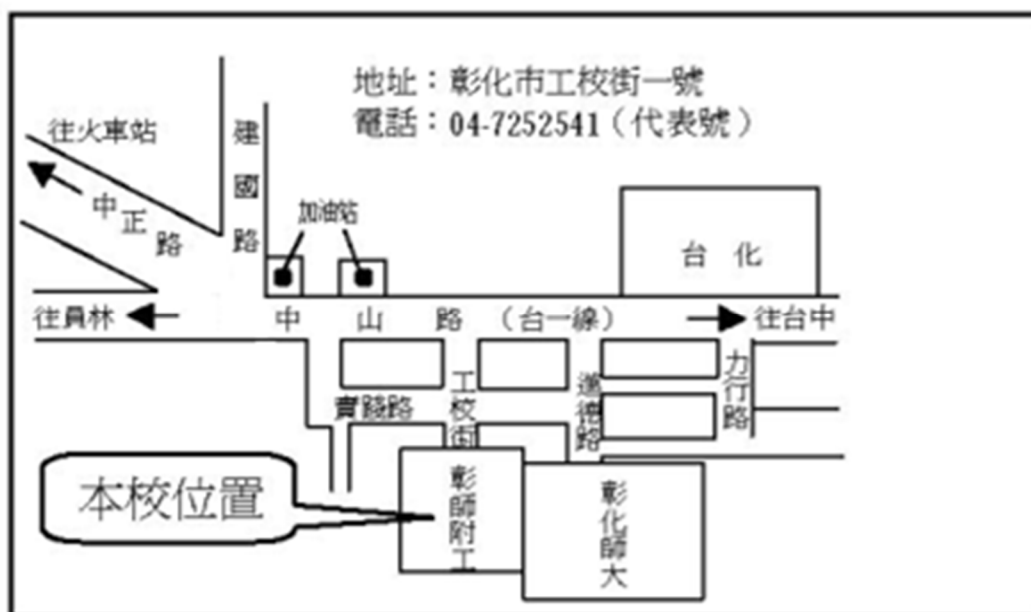 地址：彰化市工校街一號
電話：04-7252541（代表號）
往火車站
中正路
建國路
加油站
台化
往員林
中山路（台一線）
往台中
實踐路
工校街
進德路
力行路
本校位置
彰師附工
彰化師大